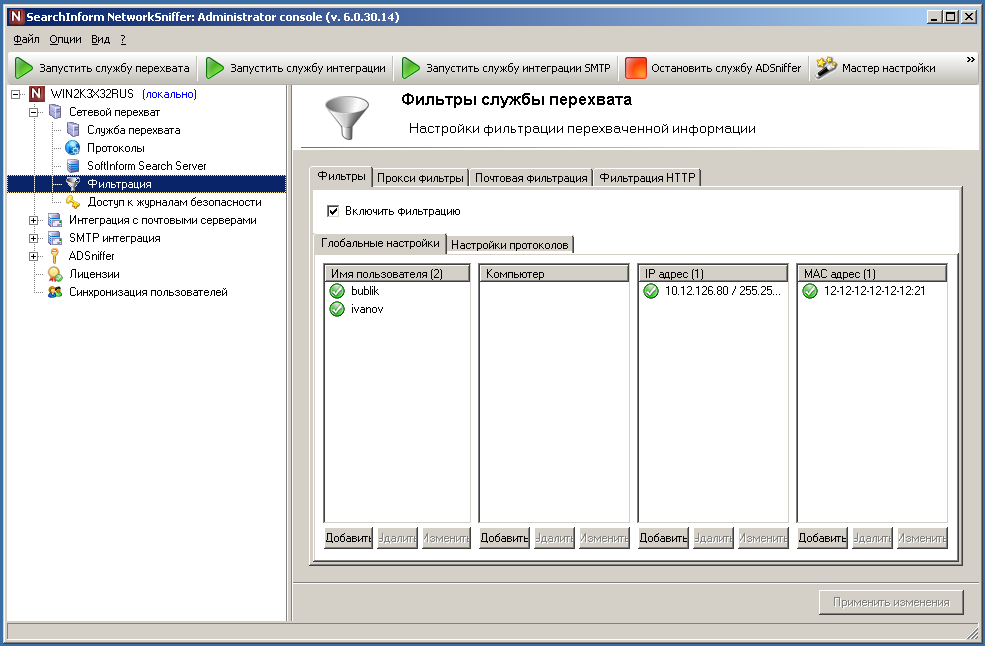 SearchInform NetworkSniffer: Administrator console (v. 6.0.30.14)
Файл Опции Вид ?
Запустить службу перехвата Запустить службу интеграции Запустить службу интеграции SMTP Остановить службу ADSniffer Мастер настройки »
WIN2K3X32RUS (локально)
Сетевой перехват
Служба перехвата
Протоколы
SoftInform Search Server
Фильтрация
Доступ к журналам безопасности
Интеграция с почтовыми серверами
SMTP интеграция
ADSniffer
Лицензии
Синхронизация пользователей
Фильтры службы перехвата
Настройки фильтрации перехваченной информации
Фильтры Прокси фильтры Почтовая фильтрация Фильтрация HTTP
Включить фильтрацию
Глобальные настройки Настройки протоколов
Имя пользователя (2) Компьютер IP адрес (1) MAC адрес (1)
bublik 10.12.126.80 / 255.25... 12-12-12-12-12-12:21
ivanov
Добавить Удалить Изменить Добавить Удалить Изменить Добавить Удалить Изменить Добавить Удалить Изменить
Применить изменения